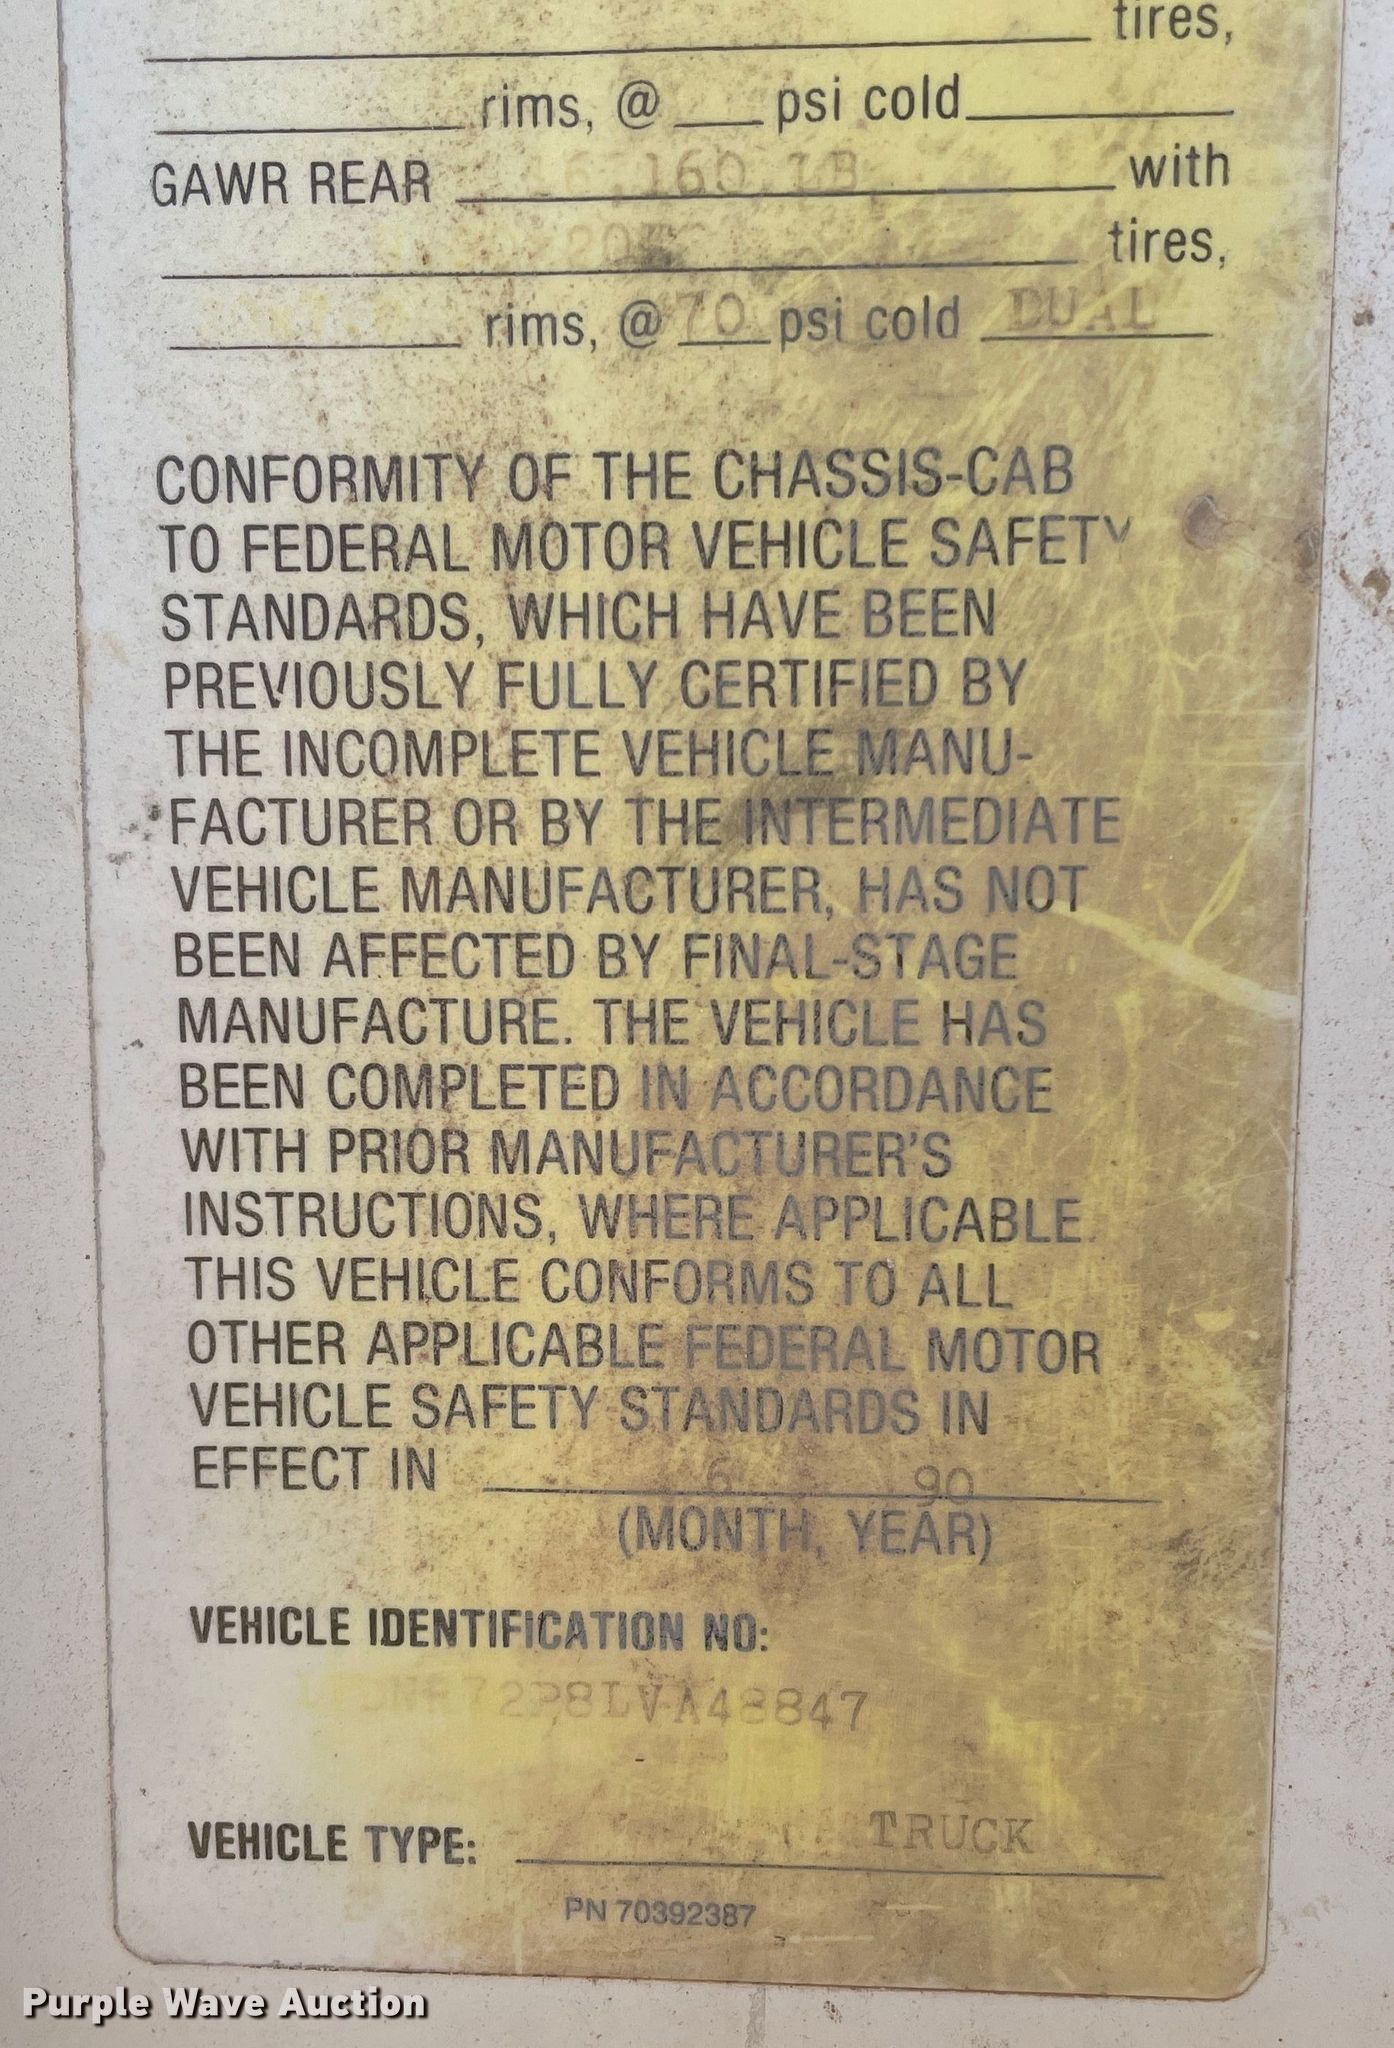 tires,
rims, @ psi cold
GAWR REAR 160 LB with
tires,
rims, @ 70 psi cold DUAL
CONFORMITY OF THE CHASSIS-CAB
TO FEDERAL MOTOR VEHICLE SAFETY
STANDARDS, WHICH HAVE BEEN
PREVIOUSLY FULLY CERTIFIED BY
THE INCOMPLETE VEHICLE MANU-
FACTURER OR BY THE INTERMEDIATE
VEHICLE MANUFACTURER, HAS NOT
BEEN AFFECTED BY FINAL-STAGE
MANUFACTURE. THE VEHICLE HAS
BEEN COMPLETED IN ACCORDANCE
WITH PRIOR MANUFACTURER'S
INSTRUCTIONS, WHERE APPLICABLE.
THIS VEHICLE CONFORMS TO ALL
OTHER APPLICABLE FEDERAL MOTOR
VEHICLE SAFETY STANDARDS IN
EFFECT IN 6 90
(MONTH, YEAR)
VEHICLE IDENTIFICATION NO:
VEHICLE TYPE: TRUCK
PN 70392387
Purple Wave Auction